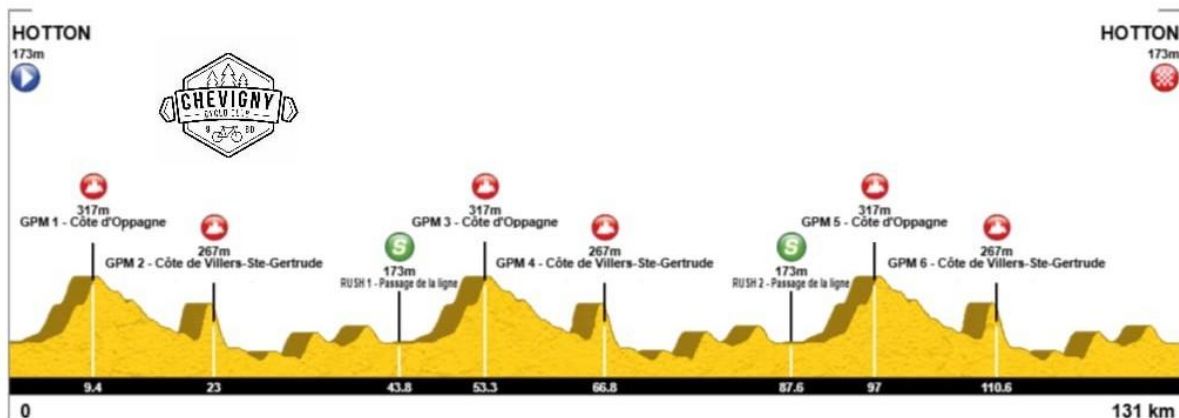 HOTTON
173m
HOTTON
173m
CHEVIGNY
317m
GPM 1 - Côte d'Oppagne
267m
GPM 2 - Côte de Villers-Ste-Gertrude
S
173m
RUSH 1 - Passage de la ligne
317m
GPM 3 - Côte d'Oppagne
267m
GPM 4 - Côte de Villers-Ste-Gertrude
S
173m
RUSH 2 - Passage de la ligne
317m
GPM 5 - Côte d'Oppagne
267m
GPM 6 - Côte de Villers-Ste-Gertrude
9.4 23 43.8 53.3 66.8 87.6 97 110.6
0 131 km